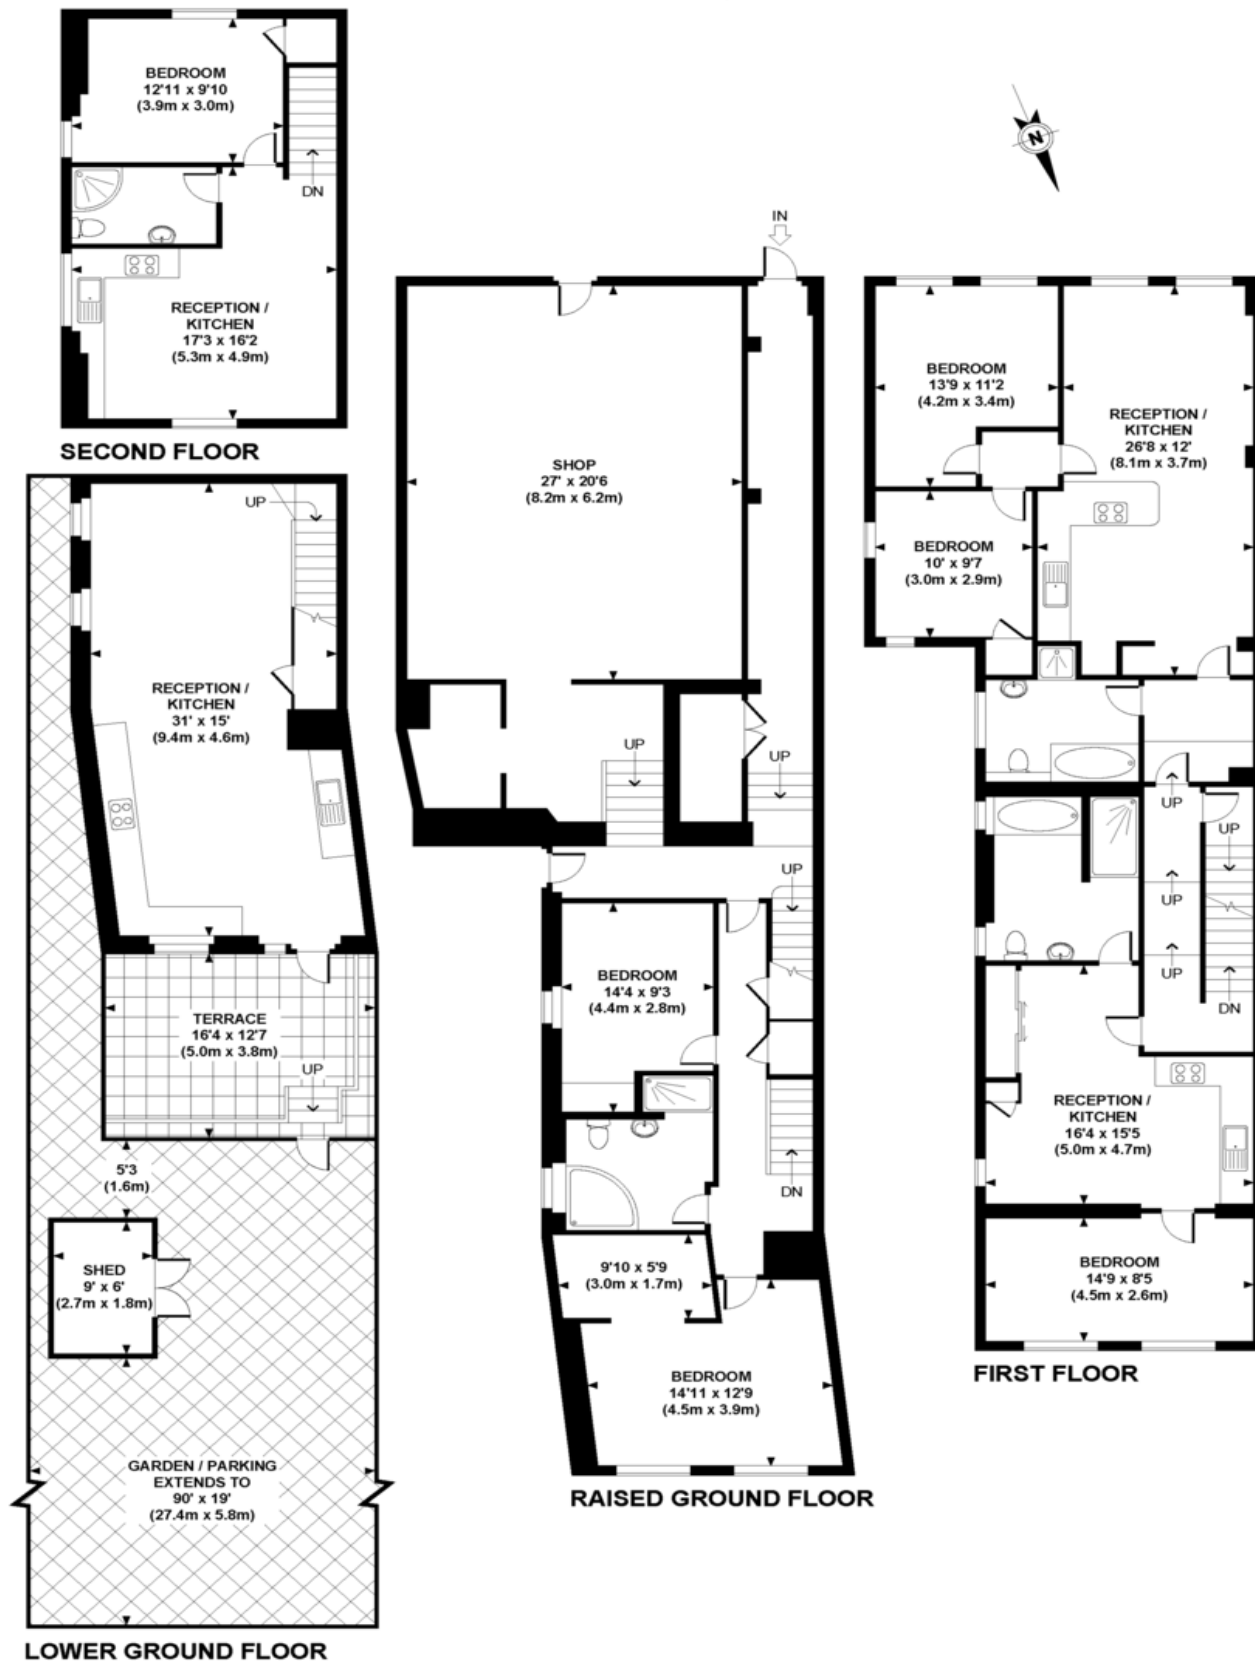 BEDROOM
12'11 x 9'10
(3.9m x 3.0m)
DN
RECEPTION /
KITCHEN
17'3 x 16'2
(5.3m x 4.9m)
SECOND FLOOR
UP
RECEPTION /
KITCHEN
31' x 15'
(9.4m x 4.6m)
TERRACE
16'4 x 12'7
(5.0m x 3.8m)
UP
5'3
(1.6m)
SHED
9' x 6'
(2.7m x 1.8m)
GARDEN / PARKING
EXTENDS TO
90' x 19'
(27.4m x 5.8m)
LOWER GROUND FLOOR
IN
SHOP
27' x 20'6
(8.2m x 6.2m)
UP
UP
UP
BEDROOM
14'4 x 9'3
(4.4m x 2.8m)
DN
9'10 x 5'9
(3.0m x 1.7m)
BEDROOM
14'11 x 12'9
(4.5m x 3.9m)
RAISED GROUND FLOOR
N
BEDROOM
13'9 x 11'2
(4.2m x 3.4m)
RECEPTION /
KITCHEN
26'8 x 12'
(8.1m x 3.7m)
BEDROOM
10' x 9'7
(3.0m x 2.9m)
UP
UP
UP
UP
DN
RECEPTION /
KITCHEN
16'4 x 15'5
(5.0m x 4.7m)
BEDROOM
14'9 x 8'5
(4.5m x 2.6m)
FIRST FLOOR